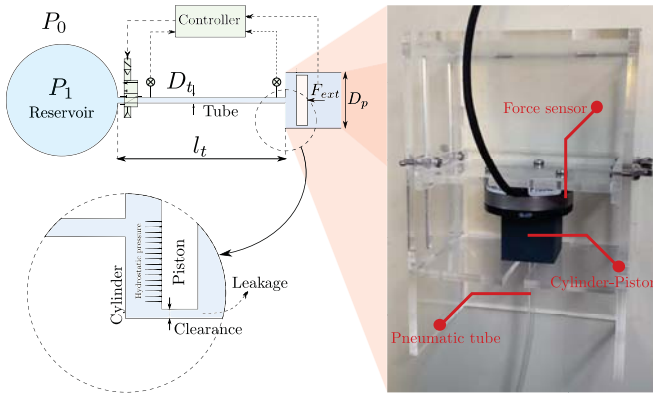 P₀
Controller
P₁
Reservoir
Dₜ
Tube
F_ext
Dₚ
lₜ
Hydrostatic pressure
Piston
Cylinder
Leakage
Clearance
Force sensor
Cylinder-Piston
Pneumatic tube